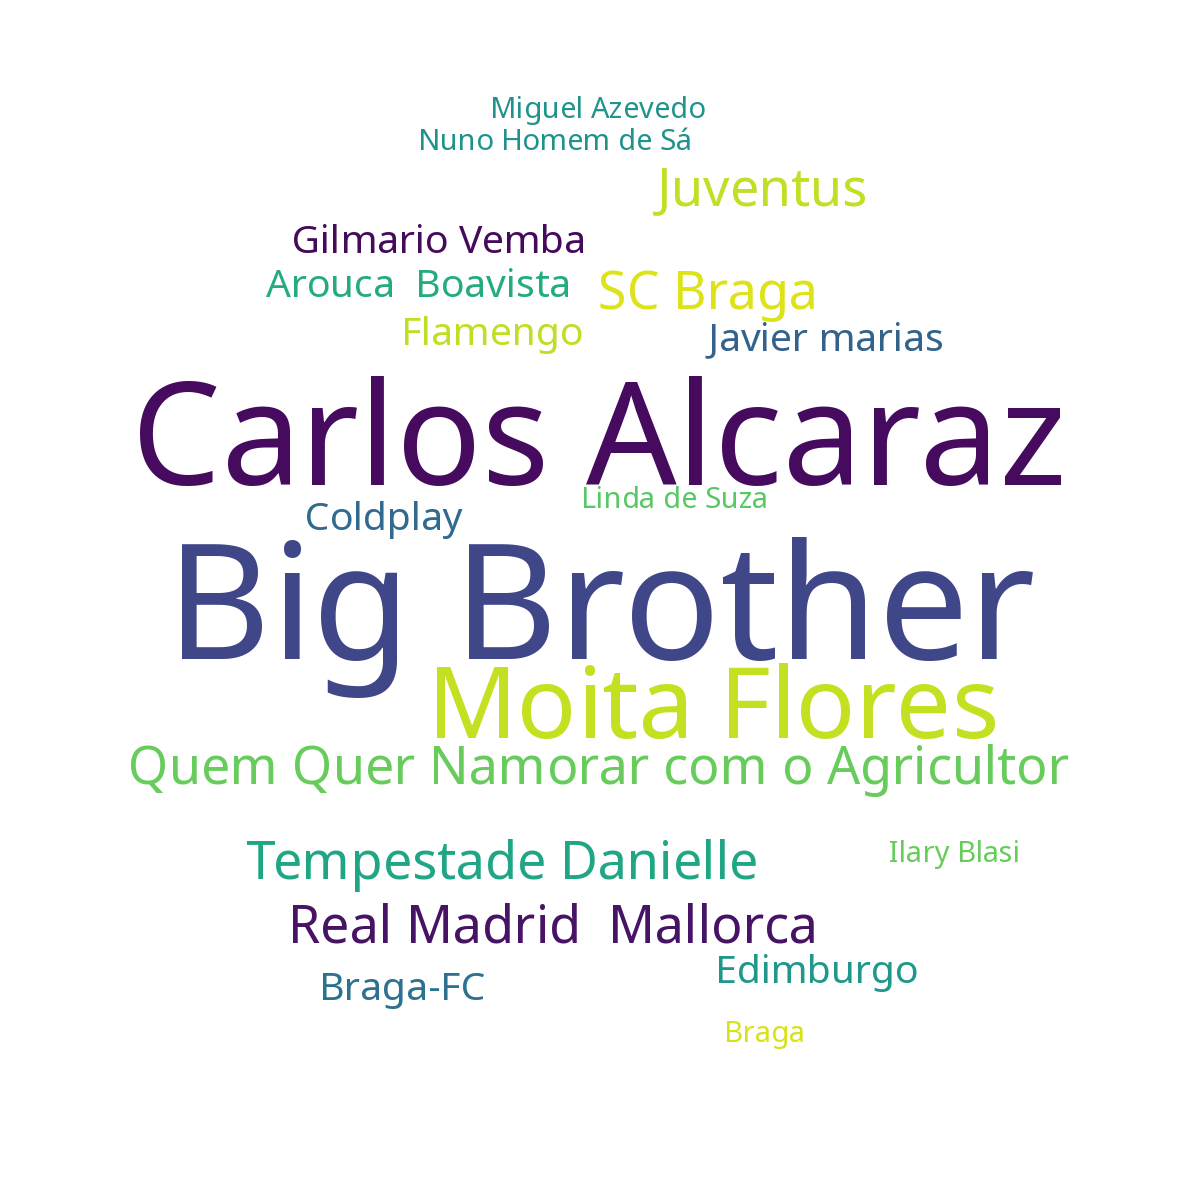 Miguel Azevedo
Nuno Homem de Sá
Juventus
Gilmario Vemba
Arouca  Boavista
SC Braga
Flamengo
Javier marias
Carlos Alcaraz
Linda de Suza
Coldplay
Big Brother
Moita Flores
Quem Quer Namorar com o Agricultor
Tempestade Danielle
Ilary Blasi
Real Madrid  Mallorca
Edimburgo
Braga-FC
Braga